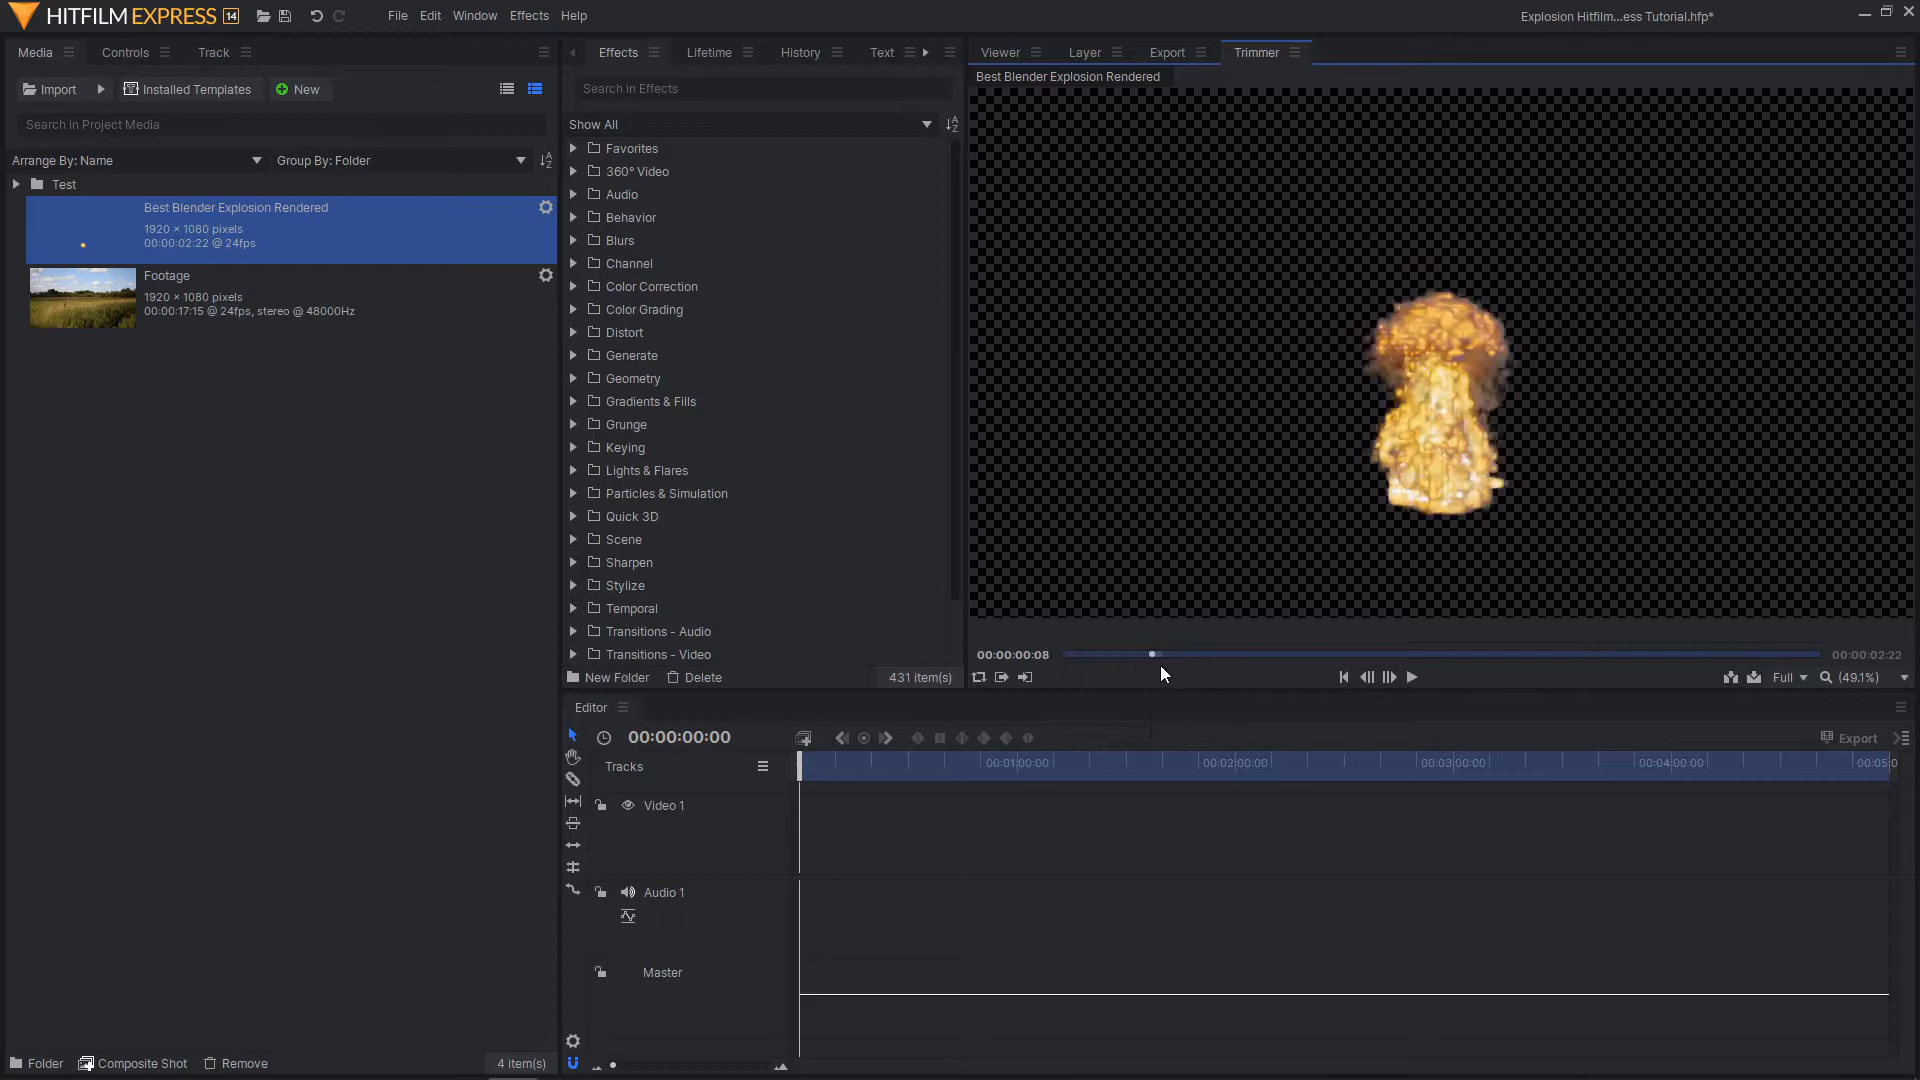 HITFILM EXPRESS 14
File Edit Window Effects Help
Explosion Hitfilm...ess Tutorial.hfp*
Media Controls Track
Effects Lifetime History Text
Viewer Layer Export Trimmer
Best Blender Explosion Rendered
Import Installed Templates New
Search in Effects
Search in Project Media
Show All
Arrange By: Name Group By: Folder
Test
Best Blender Explosion Rendered
1920 × 1080 pixels
00:00:02:22 @ 24fps
Footage
1920 × 1080 pixels
00:00:17:15 @ 24fps, stereo @ 48000Hz
Favorites
360° Video
Audio
Behavior
Blurs
Channel
Color Correction
Color Grading
Distort
Generate
Geometry
Gradients & Fills
Grunge
Keying
Lights & Flares
Particles & Simulation
Quick 3D
Scene
Sharpen
Stylize
Temporal
Transitions - Audio
Transitions - Video
New Folder Delete 431 item(s)
00:00:00:08 00:00:02:22
Full (49.1%)
Editor
00:00:00:00
Export
Tracks
00:01:00:00 00:02:00:00 00:03:00:00 00:04:00:00 00:05:0
Video 1
Audio 1
Master
Folder Composite Shot Remove 4 item(s)